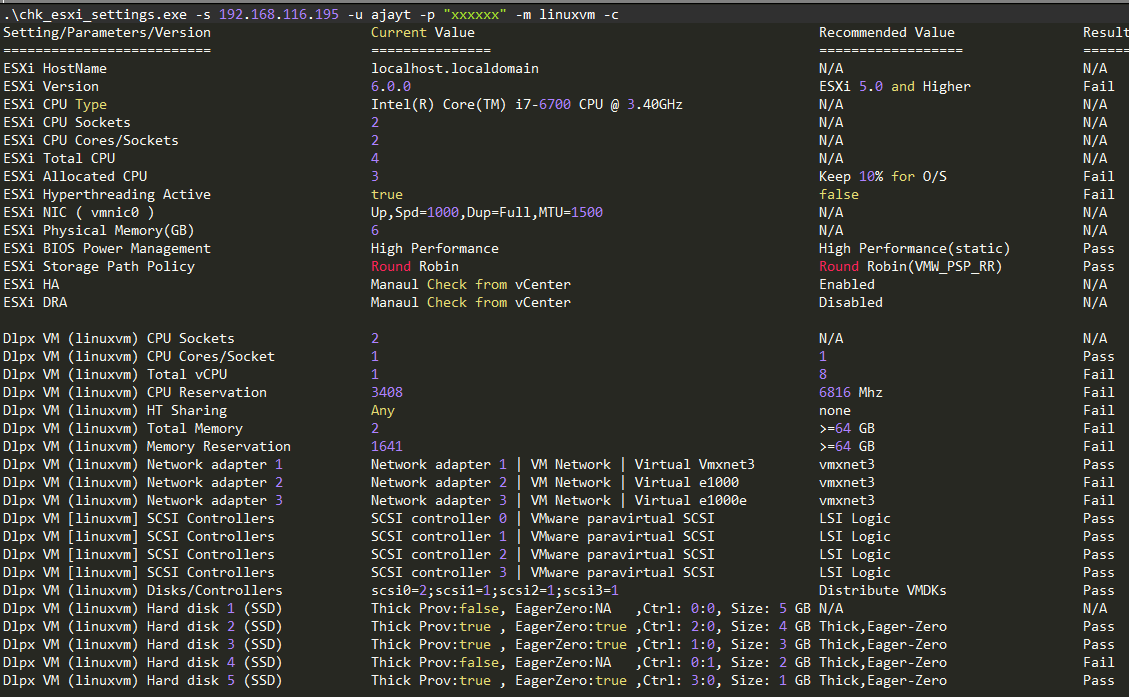 .\chk_esxi_settings.exe -s 192.168.116.195 -u ajayt -p "xxxxxx" -m linuxvm -c
Setting/Parameters/Version Current Value Recommended Value Result
========================== =============== ================== ======
ESXi HostName localhost.localdomain N/A N/A
ESXi Version 6.0.0 ESXi 5.0 and Higher Fail
ESXi CPU Type Intel(R) Core(TM) i7-6700 CPU @ 3.40GHz N/A N/A
ESXi CPU Sockets 2 N/A N/A
ESXi CPU Cores/Sockets 2 N/A N/A
ESXi Total CPU 4 N/A N/A
ESXi Allocated CPU 3 Keep 10% for O/S Fail
ESXi Hyperthreading Active true false Fail
ESXi NIC ( vmnic0 ) Up,Spd=1000,Dup=Full,MTU=1500 N/A N/A
ESXi Physical Memory(GB) 6 N/A N/A
ESXi BIOS Power Management High Performance High Performance(static) Pass
ESXi Storage Path Policy Round Robin Round Robin(VMW_PSP_RR) Pass
ESXi HA Manaul Check from vCenter Enabled N/A
ESXi DRA Manaul Check from vCenter Disabled N/A
Dlpx VM (linuxvm) CPU Sockets 2 N/A N/A
Dlpx VM (linuxvm) CPU Cores/Socket 1 1 Pass
Dlpx VM (linuxvm) Total vCPU 1 8 Fail
Dlpx VM (linuxvm) CPU Reservation 3408 6816 Mhz Fail
Dlpx VM (linuxvm) HT Sharing Any none Fail
Dlpx VM (linuxvm) Total Memory 2 >=64 GB Fail
Dlpx VM (linuxvm) Memory Reservation 1641 >=64 GB Fail
Dlpx VM (linuxvm) Network adapter 1 Network adapter 1 | VM Network | Virtual Vmxnet3 vmxnet3 Pass
Dlpx VM (linuxvm) Network adapter 2 Network adapter 2 | VM Network | Virtual e1000 vmxnet3 Fail
Dlpx VM (linuxvm) Network adapter 3 Network adapter 3 | VM Network | Virtual e1000e vmxnet3 Fail
Dlpx VM [linuxvm] SCSI Controllers SCSI controller 0 | VMware paravirtual SCSI LSI Logic Pass
Dlpx VM [linuxvm] SCSI Controllers SCSI controller 1 | VMware paravirtual SCSI LSI Logic Pass
Dlpx VM [linuxvm] SCSI Controllers SCSI controller 2 | VMware paravirtual SCSI LSI Logic Pass
Dlpx VM [linuxvm] SCSI Controllers SCSI controller 3 | VMware paravirtual SCSI LSI Logic Pass
Dlpx VM (linuxvm) Disks/Controllers scsi0=2;scsi1=1;scsi2=1;scsi3=1 Distribute VMDKs Pass
Dlpx VM (linuxvm) Hard disk 1 (SSD) Thick Prov:false, EagerZero:NA ,Ctrl: 0:0, Size: 5 GB N/A N/A
Dlpx VM (linuxvm) Hard disk 2 (SSD) Thick Prov:true , EagerZero:true ,Ctrl: 2:0, Size: 4 GB Thick,Eager-Zero Pass
Dlpx VM (linuxvm) Hard disk 3 (SSD) Thick Prov:true , EagerZero:true ,Ctrl: 1:0, Size: 3 GB Thick,Eager-Zero Pass
Dlpx VM (linuxvm) Hard disk 4 (SSD) Thick Prov:false, EagerZero:NA ,Ctrl: 0:1, Size: 2 GB Thick,Eager-Zero Fail
Dlpx VM (linuxvm) Hard disk 5 (SSD) Thick Prov:true , EagerZero:true ,Ctrl: 3:0, Size: 1 GB Thick,Eager-Zero Pass